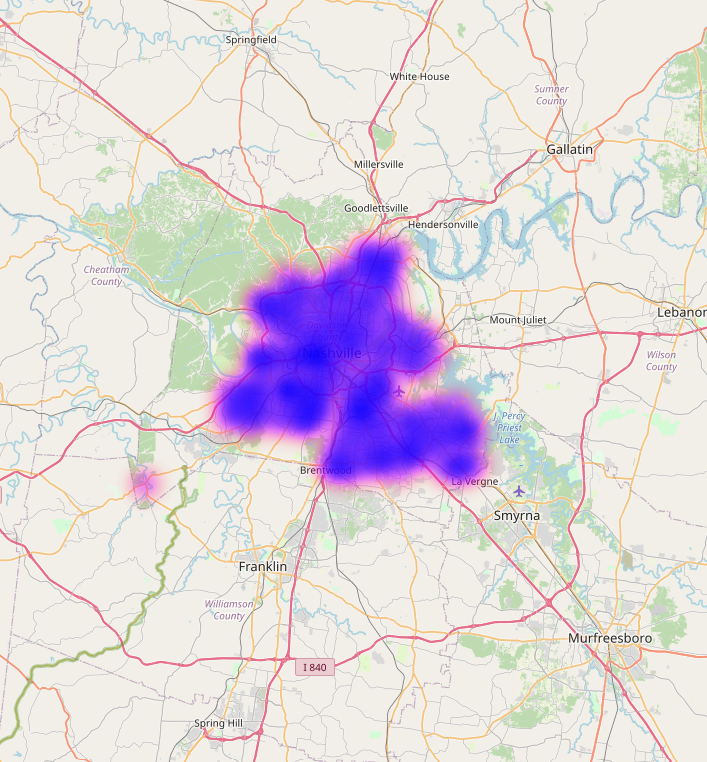 Springfield
White House
Sumner
County
Gallatin
Millersville
Goodlettsville
Hendersonville
Cheatham
County
Lebanon
Mount Juliet
Nashville
Wilson
County
J. Percy
Priest
Lake
Brentwood
La Vergne
Smyrna
Franklin
Williamson
County
Murfreesboro
I 840
Spring Hill